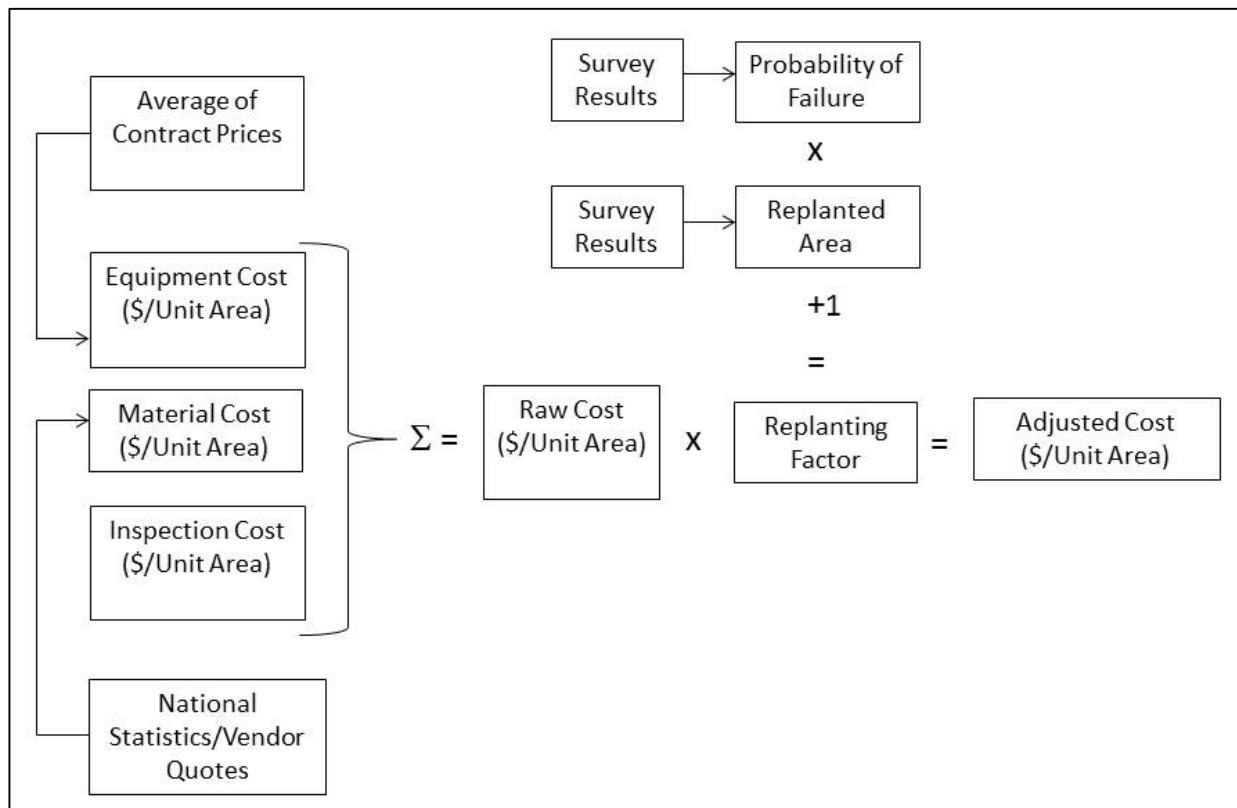 Average of
Contract Prices
Equipment Cost
($/Unit Area)
Material Cost
($/Unit Area)
Inspection Cost
($/Unit Area)
National
Statistics/Vendor
Quotes
Σ =
Raw Cost
($/Unit Area)
x
Survey
Results
Probability of
Failure
x
Survey
Results
Replanted
Area
+1
=
Replanting
Factor
=
Adjusted Cost
($/Unit Area)